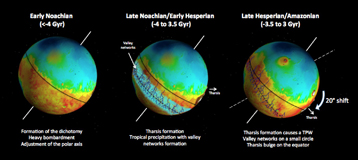 Early Noachian
(<-4 Gyr)
Formation of the dichotomy
Heavy bombardment
Adjustment of the polar axis
Late Noachian/Early Hesperian
(-4 to 3.5 Gyr)
Valley
networks
Tharsis
Tharsis formation
Tropical precipitation with valley
networks formation
Late Hesperian/Amazonian
(-3.5 to 3 Gyr)
20° shift
Tharsis
Tharsis formation causes a TPW
Valley networks on a small circle
Tharsis bulge on the equator